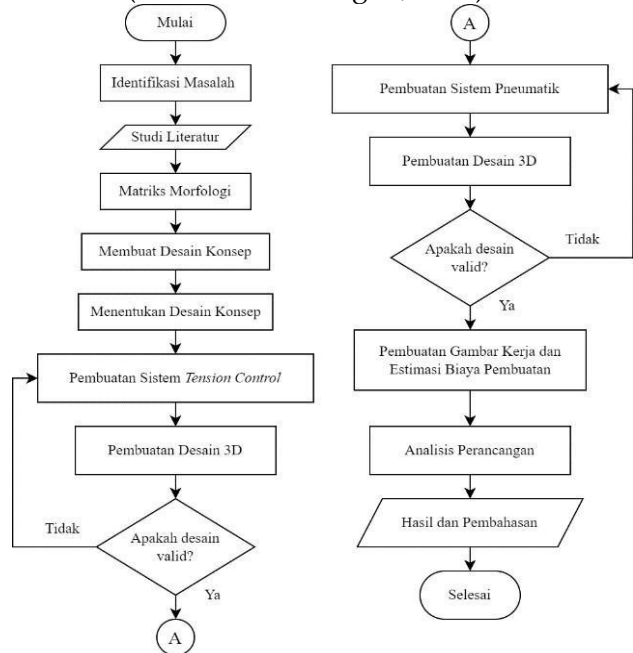 Mulai
Identifikasi Masalah
Studi Literatur
Matriks Morfologi
Membuat Desain Konsep
Menentukan Desain Konsep
Pembuatan Sistem Tension Control
Pembuatan Desain 3D
Tidak
Apakah desain
valid?
Ya
A
A
Pembuatan Sistem Pneumatik
Pembuatan Desain 3D
Apakah desain
valid?
Tidak
Ya
Pembuatan Gambar Kerja dan
Estimasi Biaya Pembuatan
Analisis Perancangan
Hasil dan Pembahasan
Selesai